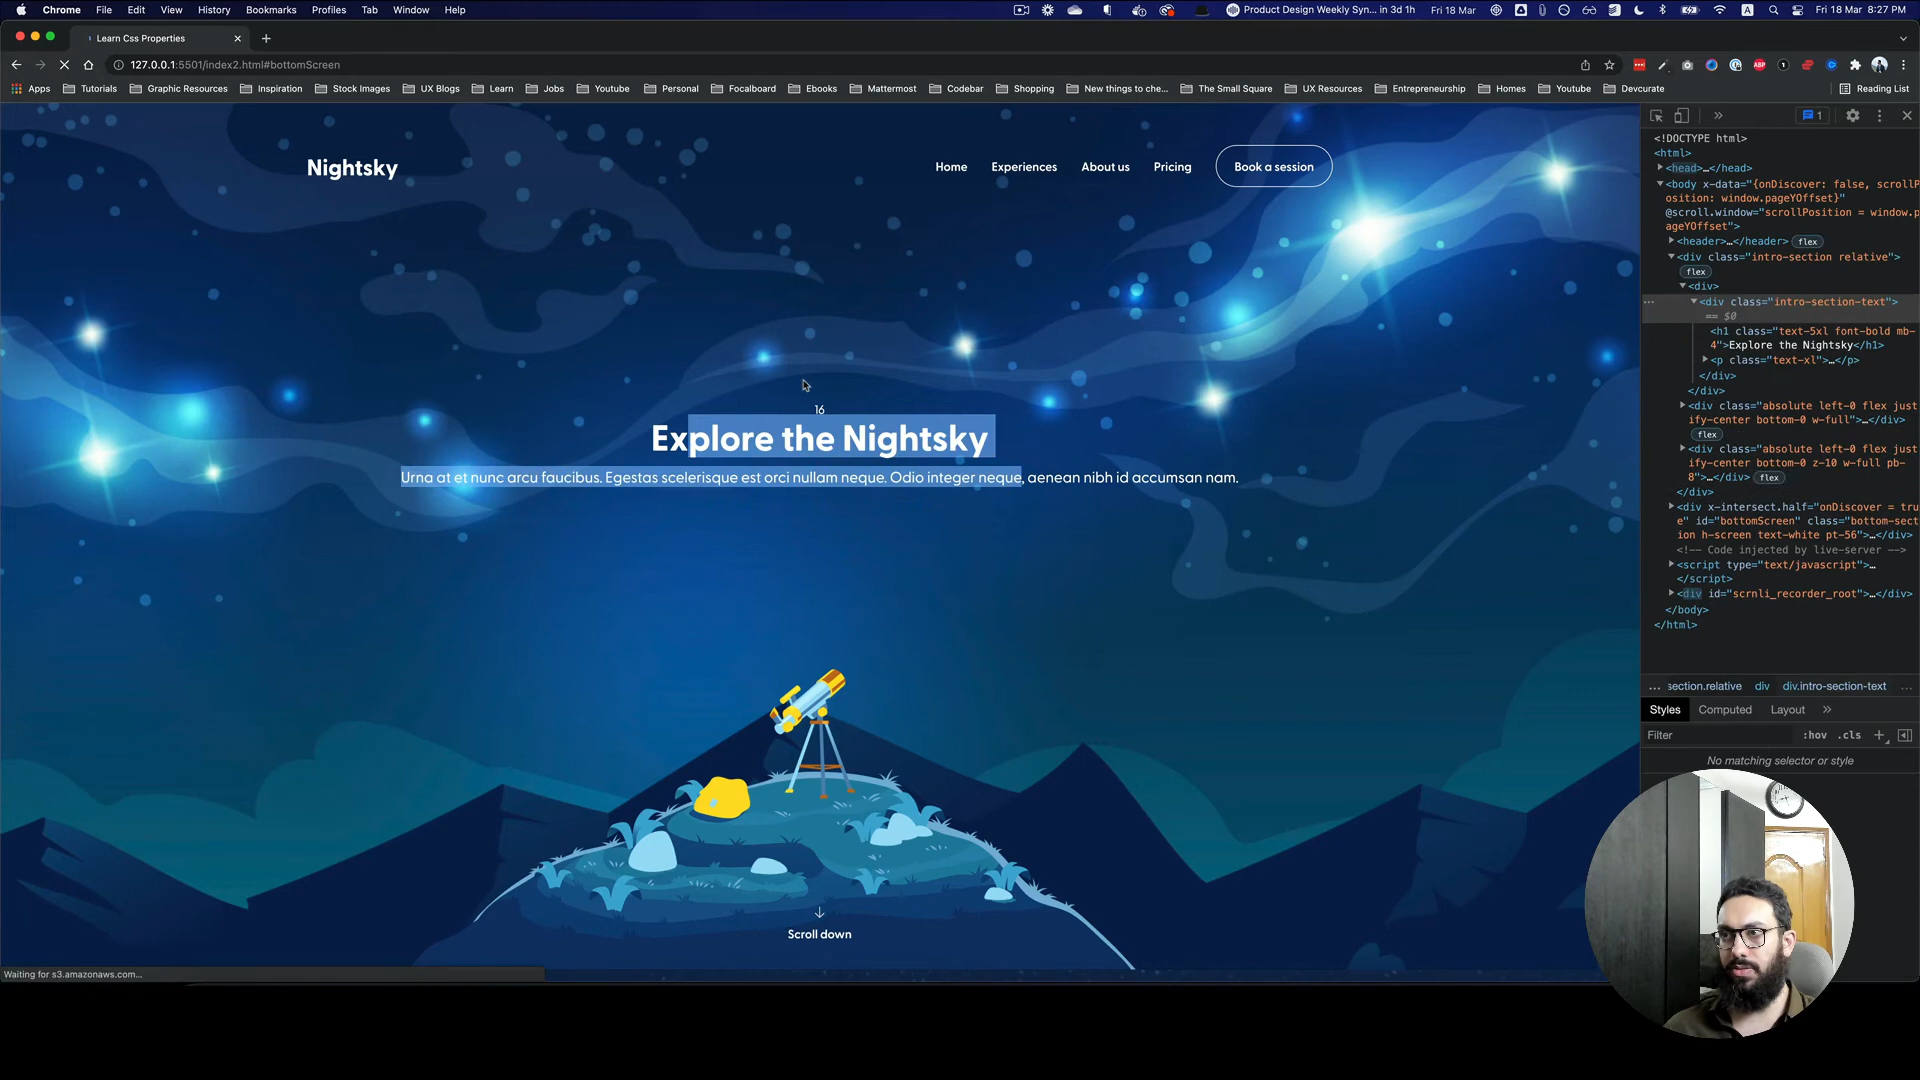 Chrome File Edit View History Bookmarks Profiles Tab Window Help
Product Design Weekly Syn... in 3d 1h Fri 18 Mar Fri 18 Mar 8:27 PM
Learn Css Properties
127.0.0.1:5501/index2.html#bottomScreen
Apps Tutorials Graphic Resources Inspiration Stock Images UX Blogs Learn Jobs Youtube Personal Focalboard Ebooks Mattermost Codebar Shopping New things to che... The Small Square UX Resources Entrepreneurship Homes Youtube Devcurate Reading List
Nightsky
Home Experiences About us Pricing Book a session
16
Explore the Nightsky
Urna at et nunc arcu faucibus. Egestas scelerisque est orci nullam neque. Odio integer neque, aenean nibh id accumsan nam.
Scroll down
Waiting for s3.amazonaws.com...
1
<!DOCTYPE html>
<html>
<head>…</head>
<body x-data="{onDiscover: false, scrollP
osition: window.pageYOffset}"
@scroll.window="scrollPosition = window.p
ageYOffset">
<header>…</header> flex
<div class="intro-section relative">
flex
<div>
<div class="intro-section-text">
== $0
<h1 class="text-5xl font-bold mb-
4">Explore the Nightsky</h1>
<p class="text-xl">…</p>
</div>
</div>
<div class="absolute left-0 flex just
ify-center bottom-0 w-full">…</div>
flex
<div class="absolute left-0 flex just
ify-center bottom-0 z-10 w-full pb-
8">…</div> flex
</div>
<div x-intersect.half="onDiscover = tru
e" id="bottomScreen" class="bottom-sect
ion h-screen text-white pt-56">…</div>
<!-- Code injected by live-server -->
<script type="text/javascript">…
</script>
<div id="scrnli_recorder_root">…</div>
</body>
</html>
... section.relative div div.intro-section-text ...
Styles Computed Layout
Filter :hov .cls
No matching selector or style